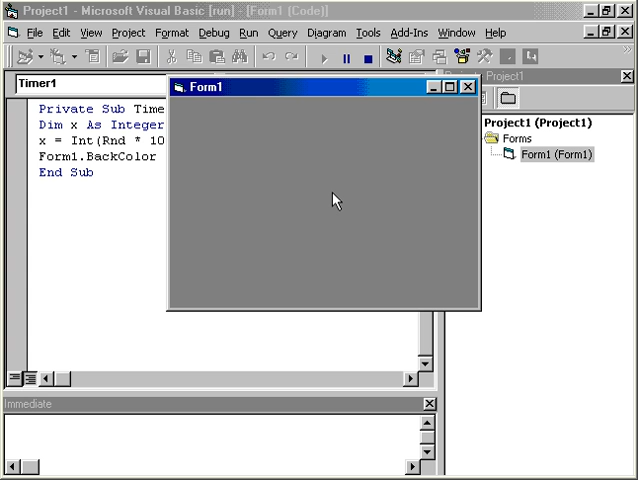 Project1 - Microsoft Visual Basic [run] - [Form1 (Code)]
File Edit View Project Format Debug Run Query Diagram Tools Add-Ins Window Help
Project1
Timer1
Form1
Private Sub
Dim x As Integer
x = Int(Rnd * 10
Form1.BackColor
End Sub
Project1 (Project1)
Forms
Form1 (Form1)
Immediate